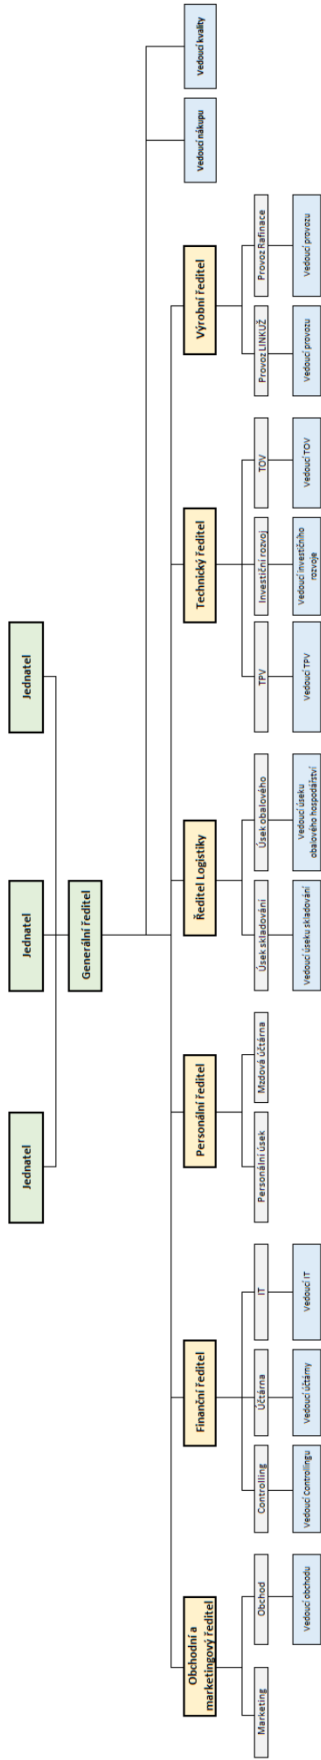 Jednatel
Jednatel
Jednatel
Generální ředitel
Obchodní a
marketingový ředitel
Finanční ředitel
Personální ředitel
Ředitel Logistiky
Technický ředitel
Výrobní ředitel
Vedoucí nákupu
Vedoucí kvality
Marketing
Obchod
Controlling
Účtárna
IT
Personální úsek
Mzdová účtárna
Úsek skladování
Úsek obalového
TPV
Investiční rozvoj
TOV
Provoz LINKUŽ
Provoz Rafinace
Vedoucí obchodu
Vedoucí Controllingu
Vedoucí účtárny
Vedoucí IT
Vedoucí úseku skladování
Vedoucí úseku
obalového hospodářství
Vedoucí TPV
Vedoucí investičního
rozvoje
Vedoucí TOV
Vedoucí provozu
Vedoucí provozu